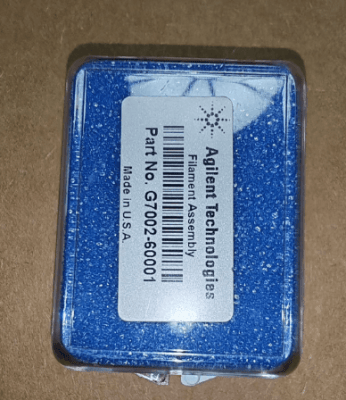 Agilent Technologies
Filament Assembly
Part No. G7002-60001
Made in U.S.A.